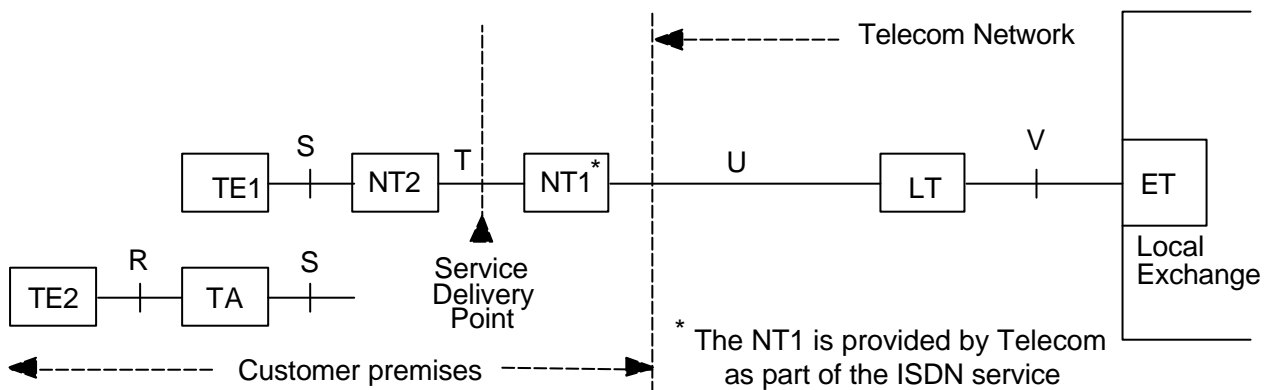 Telecom Network
S
T
U
V
TE1
NT2
NT1*
LT
ET
R
S
TE2
TA
Service
Delivery
Point
Local
Exchange
* The NT1 is provided by Telecom
as part of the ISDN service
Customer premises